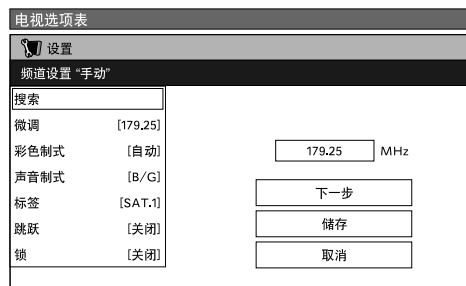 电视选项表
设置
频道设置 “手动”
搜索
微调 [179.25]
彩色制式 [自动]
声音制式 [B/G]
标签 [SAT.1]
跳跃 [关闭]
锁 [关闭]
179.25 MHz
下一步
储存
取消